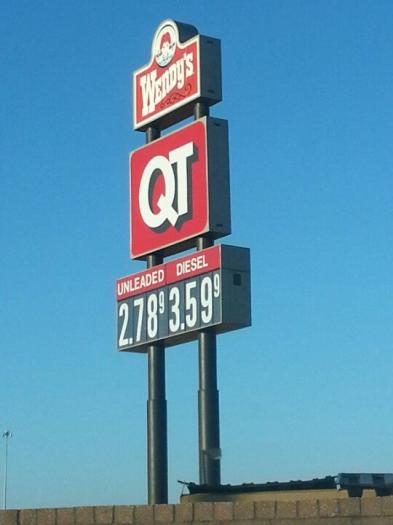 WENDY'S
QT
UNLEADED DIESEL
2.789 3.599